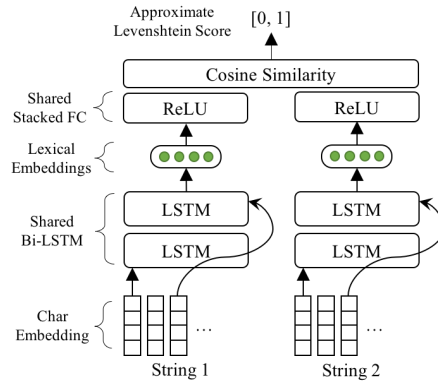 Approximate
Levenshtein Score
[0, 1]
Cosine Similarity
Shared
Stacked FC
ReLU
ReLU
Lexical
Embeddings
Shared
Bi-LSTM
LSTM
LSTM
LSTM
LSTM
Char
Embedding
...
...
String 1
String 2